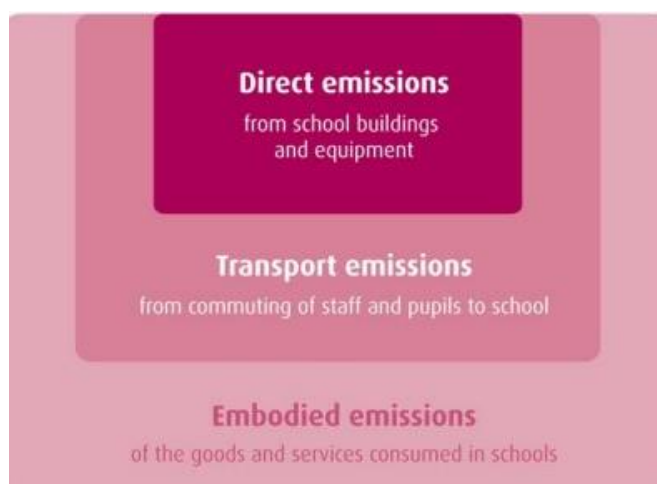 Direct emissions
from school buildings
and equipment
Transport emissions
from commuting of staff and pupils to school
Embodied emissions
of the goods and services consumed in schools